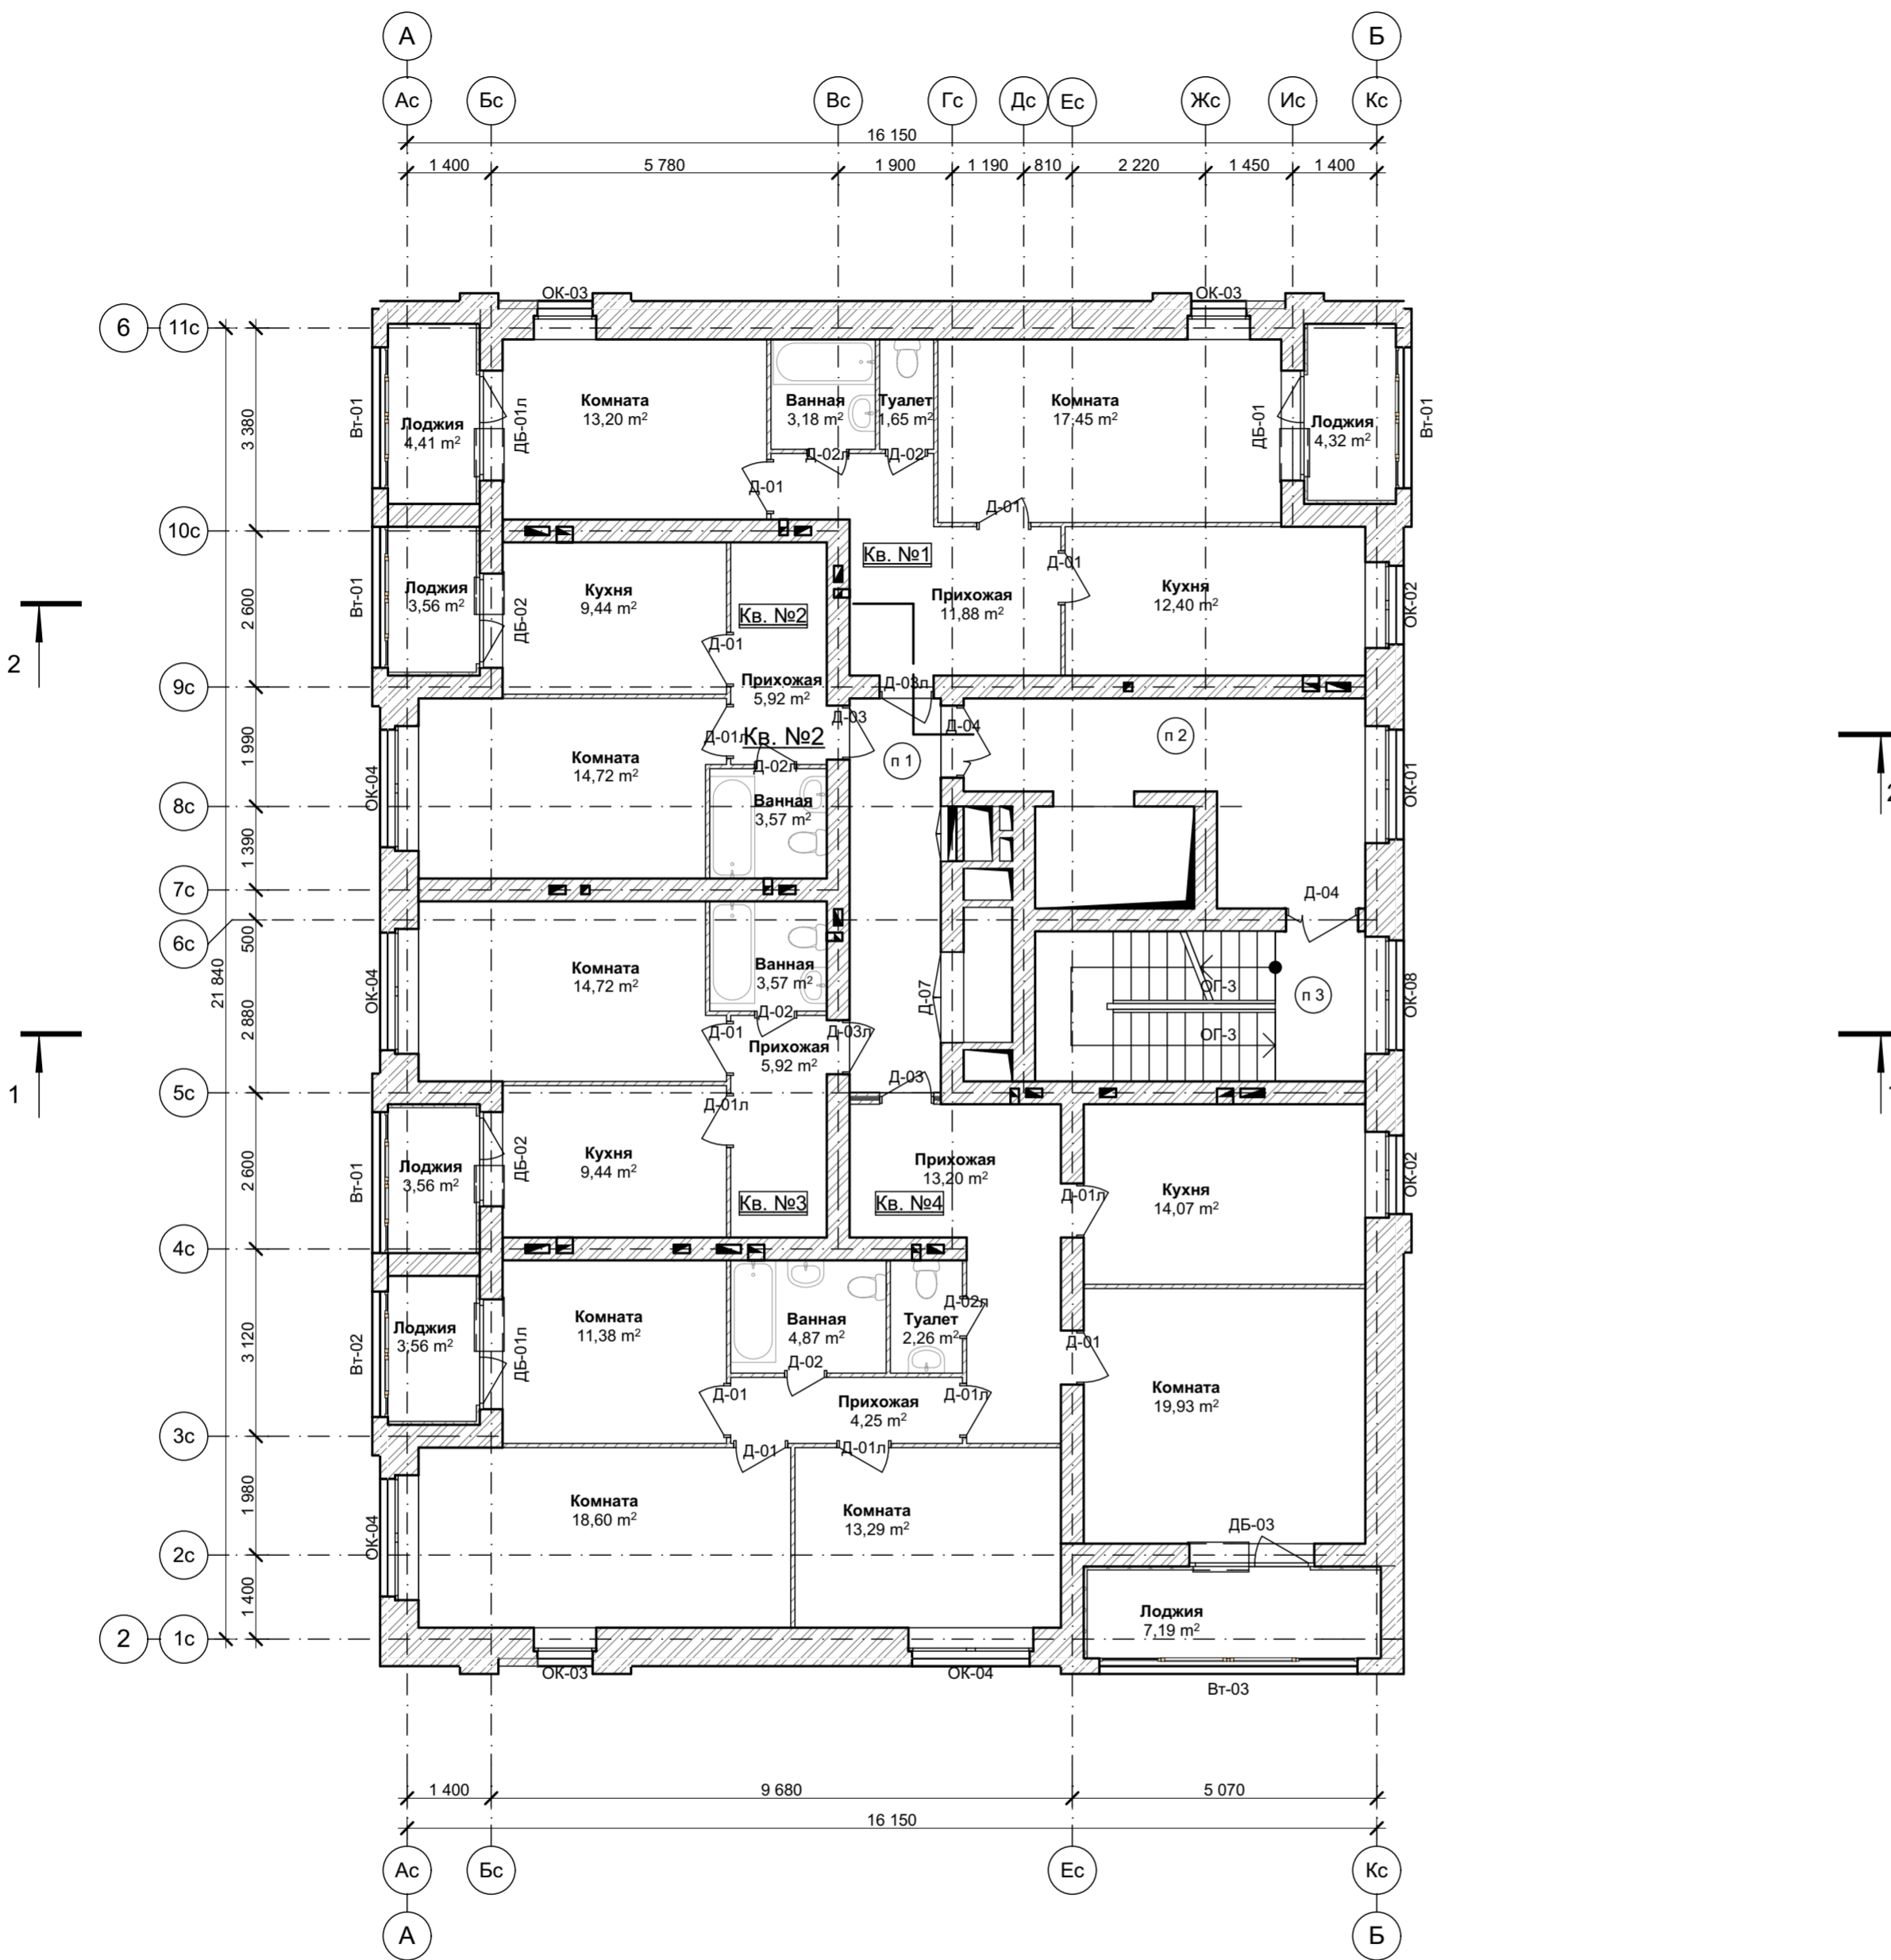 А
Б
Ас
Бс
Вс
Гс
Дс
Ес
Жс
Ис
Кс
16 150
1 400
5 780
1 900
1 190
810
2 220
1 450
1 400
ОК-03
ОК-03
6
11с
3 380
Вт-01
Лоджия
4,41 m²
ДБ-01л
Комната
13,20 m²
Ванная
3,18 m²
Туалет
1,65 m²
Комната
17,45 m²
ДБ-01
Лоджия
4,32 m²
Вт-01
Д-02л
Д-02
Д-01
Д-01
10с
2 600
Вт-01
Лоджия
3,56 m²
ДБ-02
Кухня
9,44 m²
Кв. №2
Кв. №1
Прихожая
11,88 m²
Д-01
Кухня
12,40 m²
ОК-02
2
Д-01
9с
Прихожая
5,92 m²
Д-03л
1 990
Д-01л
Кв. №2
Д-03
Д-04
п 1
п 2
Комната
14,72 m²
Д-02л
ОК-04
Ванная
3,57 m²
ОК-01
8с
1 390
7с
Д-04
6с
500
21 840
Комната
14,72 m²
Ванная
3,57 m²
ОК-04
Д-07
ОГ-3
п 3
ОК-08
2 880
Д-02
Д-01
Д-03л
ОГ-3
Прихожая
5,92 m²
1
5с
Д-03
Д-01л
2 600
Вт-01
Лоджия
3,56 m²
ДБ-02
Кухня
9,44 m²
Кв. №3
Кв. №4
Прихожая
13,20 m²
Д-01л
Кухня
14,07 m²
ОК-02
4с
3 120
Вт-02
Лоджия
3,56 m²
ДБ-01л
Комната
11,38 m²
Ванная
4,87 m²
Туалет
2,26 m²
Д-02л
Д-01
Д-02
Д-01
Прихожая
4,25 m²
Д-01л
Комната
19,93 m²
3с
Д-01
Д-01л
1 980
Комната
18,60 m²
Комната
13,29 m²
ОК-04
ДБ-03
2с
1 400
Лоджия
7,19 m²
2
1с
ОК-03
ОК-04
Вт-03
1 400
9 680
5 070
16 150
Ас
Бс
Ес
Кс
А
Б